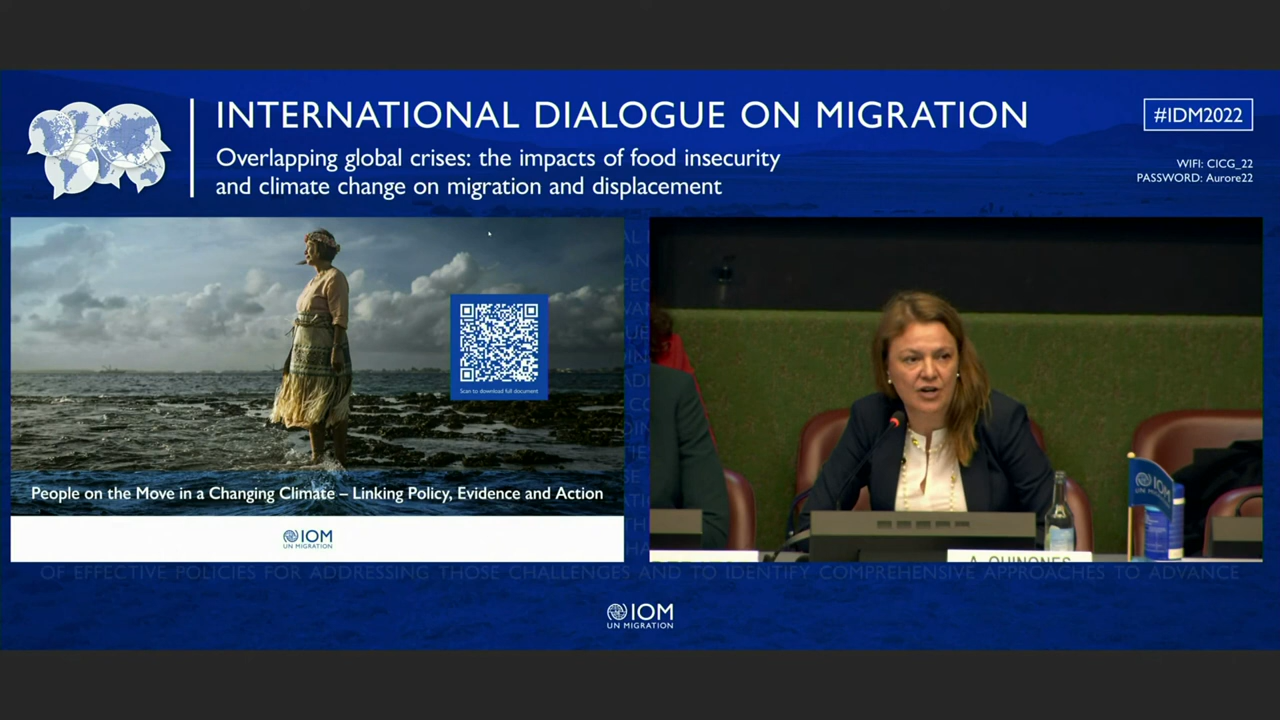 INTERNATIONAL DIALOGUE ON MIGRATION
Overlapping global crises: the impacts of food insecurity
and climate change on migration and displacement
#IDM2022
WIFI: CICG_22
PASSWORD: Aurore22
Scan to download full document
People on the Move in a Changing Climate – Linking Policy, Evidence and Action
IOM
UN MIGRATION
IOM
A. QUINONES
OF EFFECTIVE POLICIES FOR ADDRESSING THOSE CHALLENGES AND TO IDENTIFY COMPREHENSIVE APPROACHES TO ADVANCE
IOM
UN MIGRATION